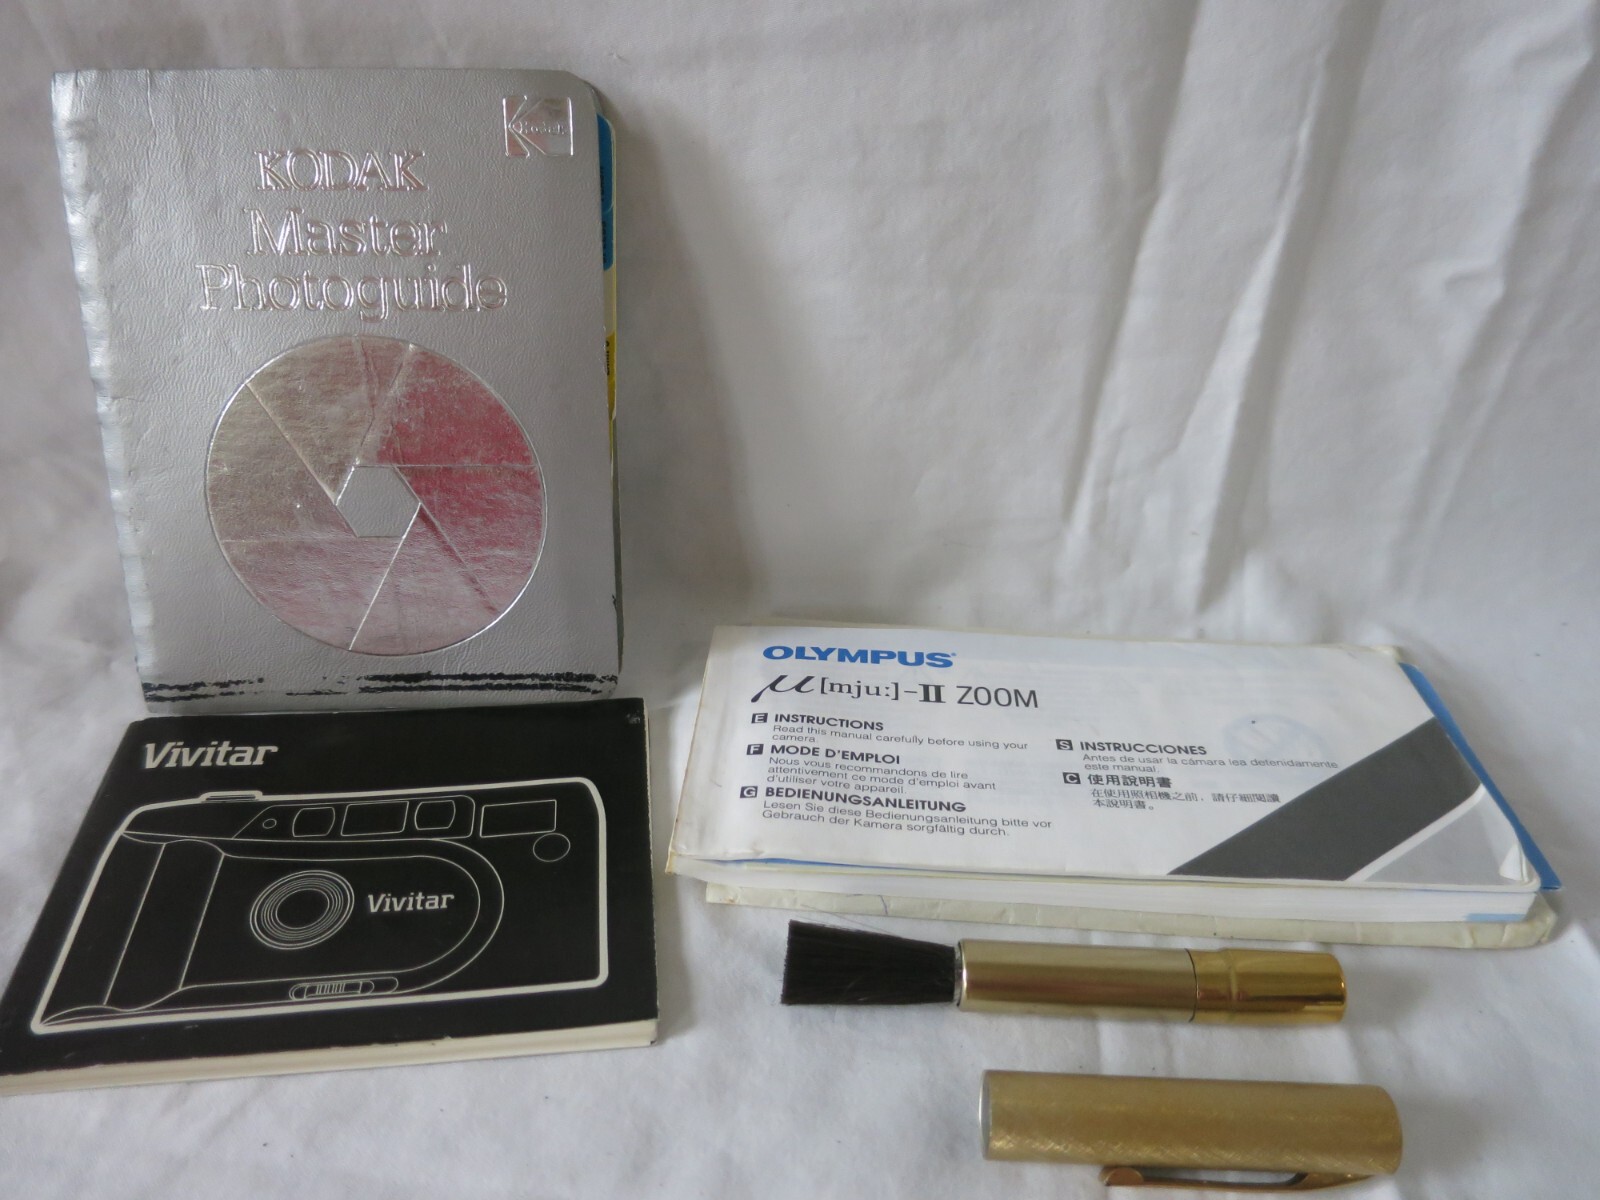 Kodak
KODAK
Master
Photoguide
Vivitar
Vivitar
OLYMPUS
µ[mju:]-II ZOOM
E INSTRUCTIONS
Read this manual carefully before using your
camera.
F MODE D'EMPLOI
Nous vous recommandons de lire
attentivement ce mode d'emploi avant
d'utiliser votre appareil.
G BEDIENUNGSANLEITUNG
Lesen Sie diese Bedienungsanleitung bitte vor
Gebrauch der Kamera sorgfältig durch.
S INSTRUCCIONES
Antes de usar la cámara lea detenidamente
este manual.
C 使用說明書
在使用照相機之前，請仔細閱讀
本說明書。